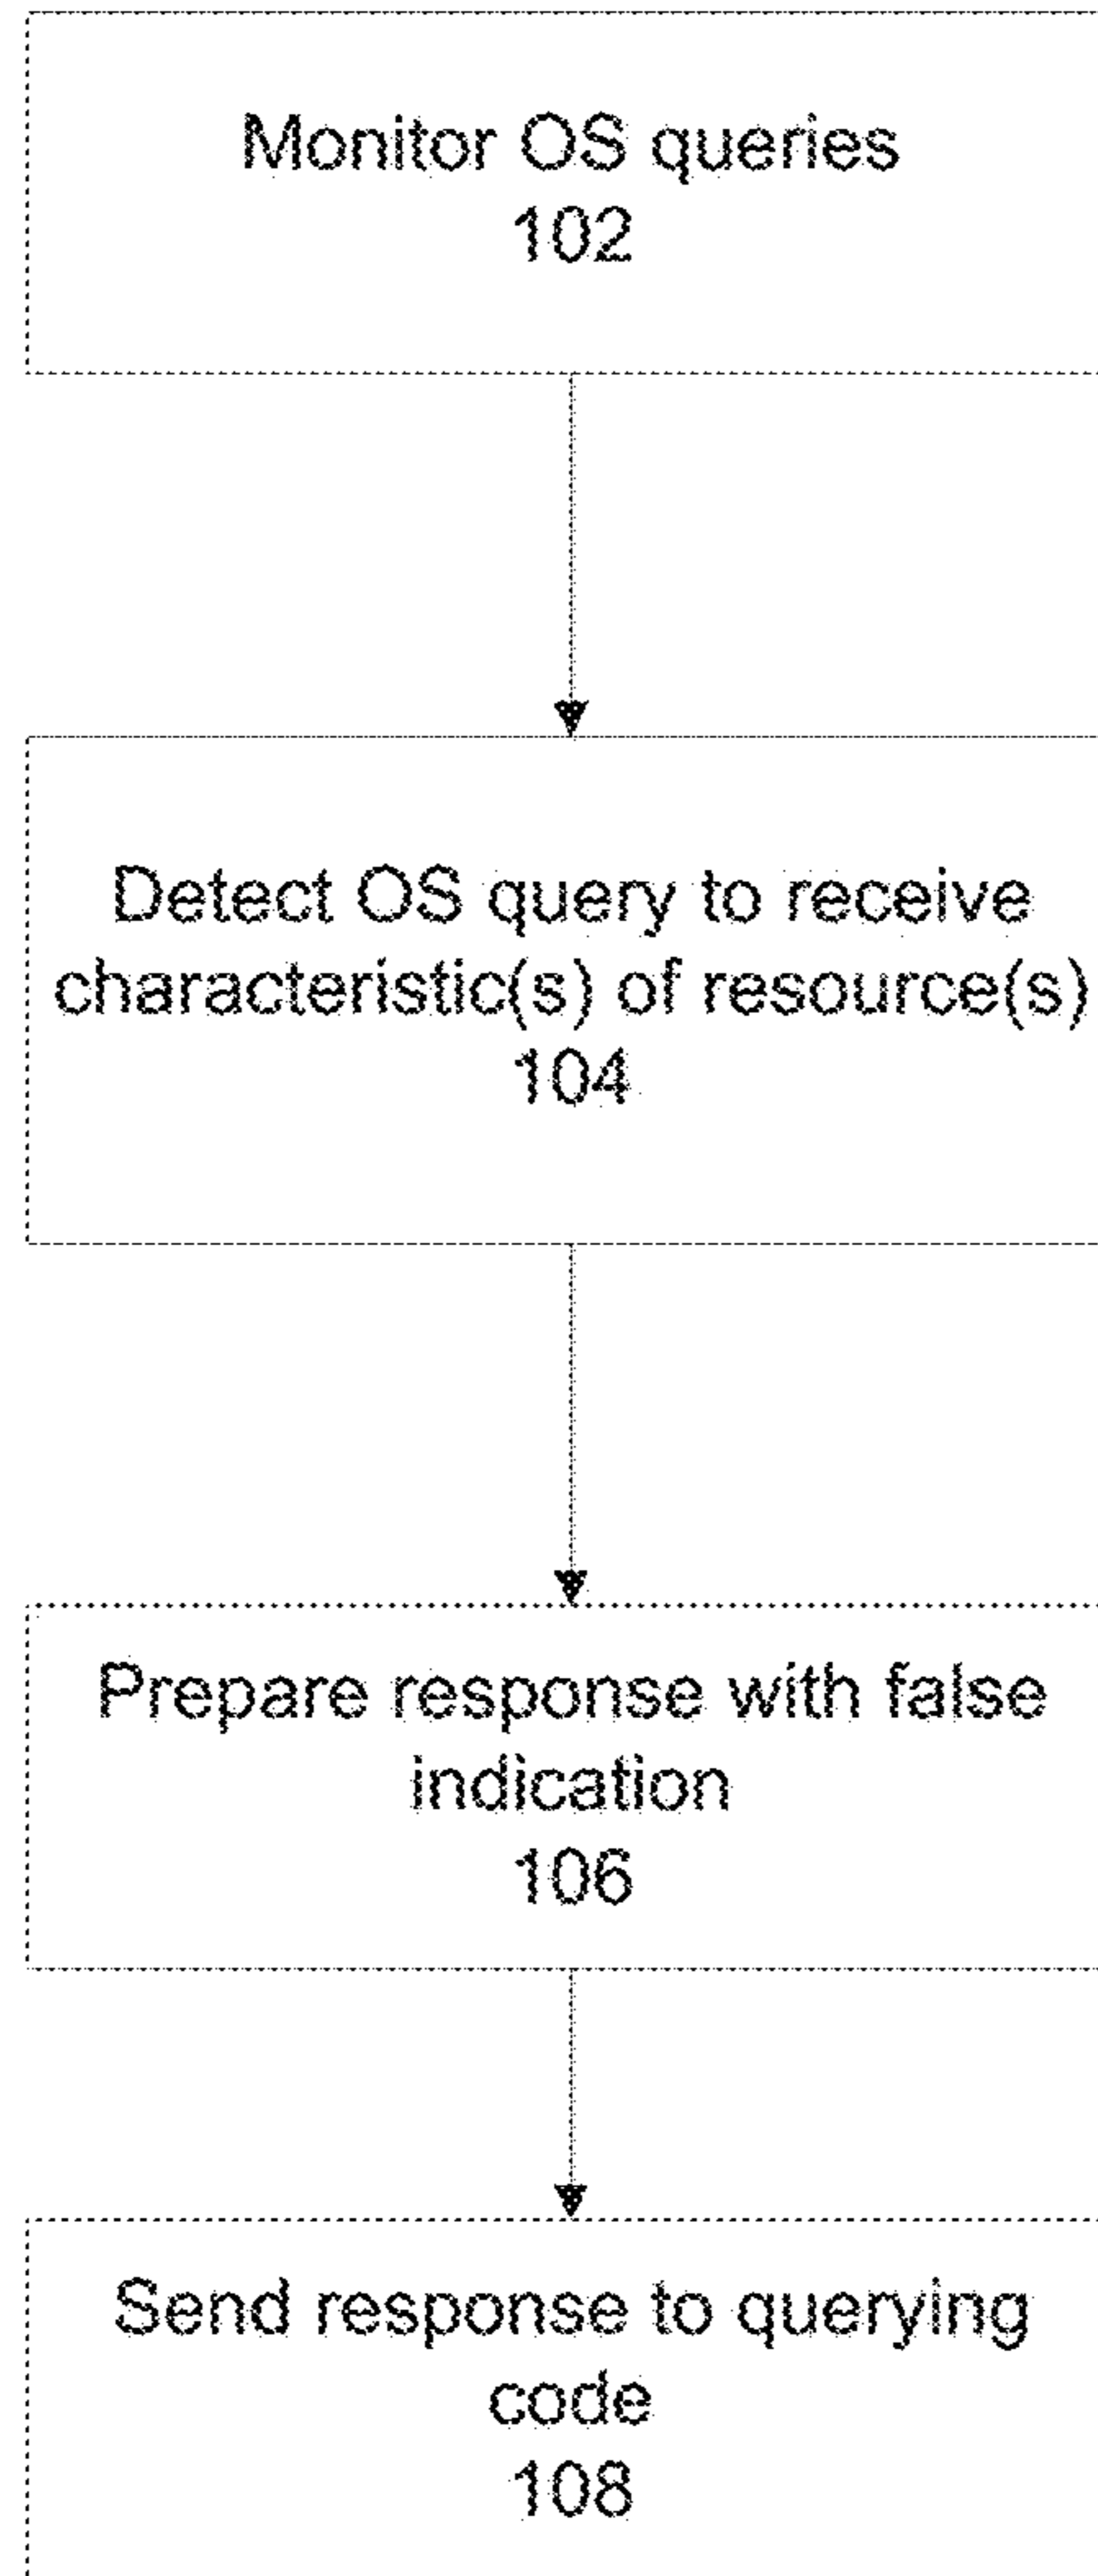 Monitor OS queries
102
Detect OS query to receive
characteristic(s) of resource(s)
104
Prepare response with false
indication
106
Send response to querying
code
108